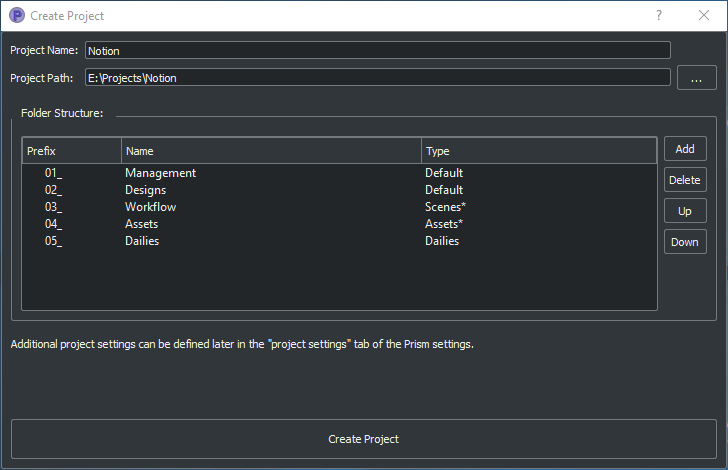 P Create Project ?
Project Name: Notion
Project Path: E:\Projects\Notion ...
Folder Structure:
Prefix Name Type Add
01_ Management Default
02_ Designs Default Delete
03_ Workflow Scenes* Up
04_ Assets Assets*
05_ Dailies Dailies Down
Additional project settings can be defined later in the "project settings" tab of the Prism settings.
Create Project